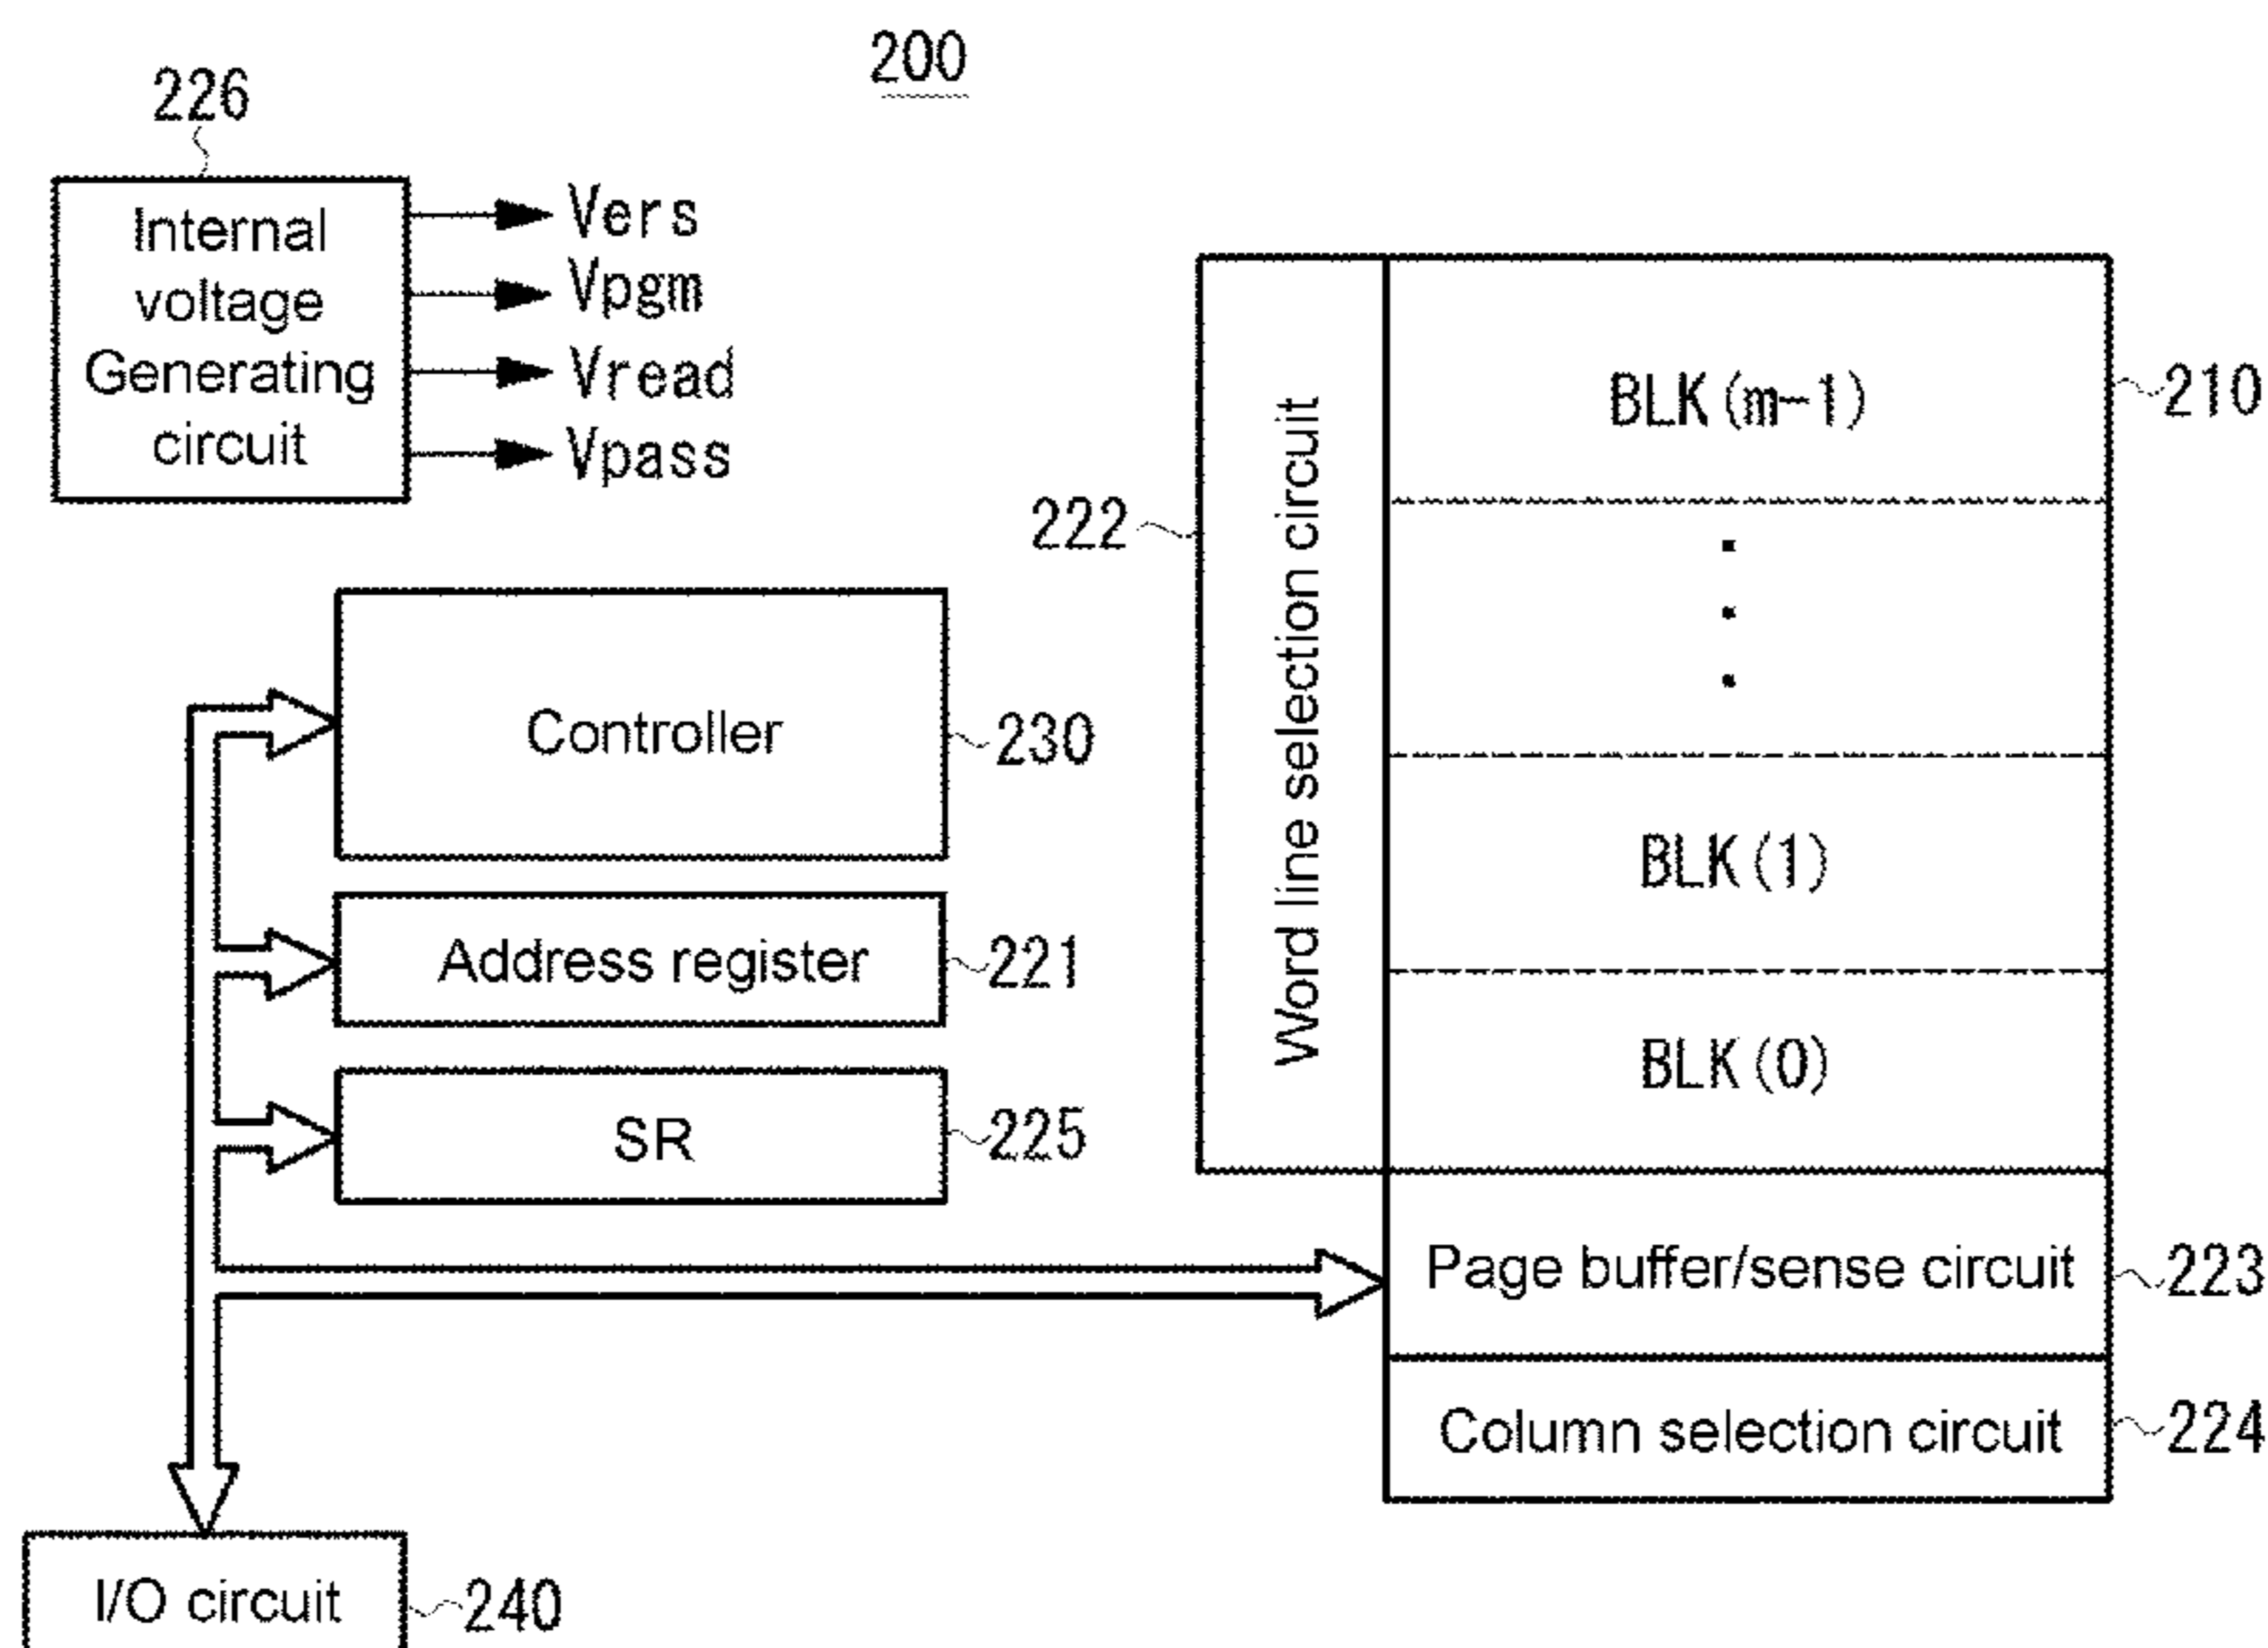 200
226
Internal
voltage
Generating
circuit
Vers
Vpgm
Vread
Vpass
222
Word line selection circuit
BLK(m-1)
210
BLK(1)
BLK(0)
Controller
230
Address register
221
SR
225
Page buffer/sense circuit
223
Column selection circuit
224
I/O circuit
240